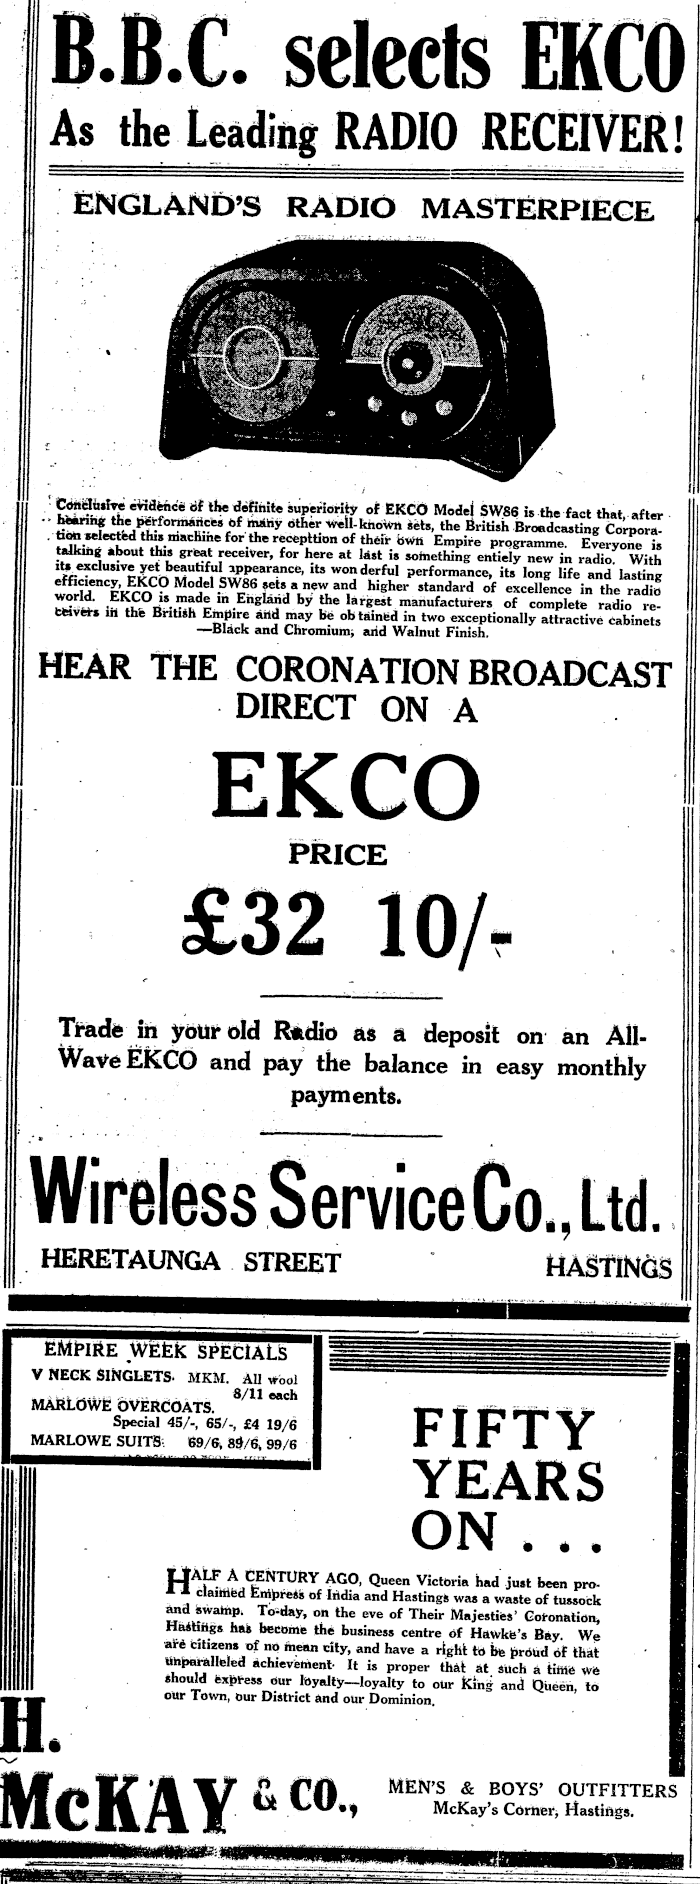 B.B.C. selects EKCO
As the Leading RADIO RECEIVER!
ENGLAND'S RADIO MASTERPIECE
Conclusive evidence of the definite superiority of EKCO Model SW86 is the fact that, after
hearing the performances of many other well-known sets, the British Broadcasting Corpora-
tion selected this machine for the recepttion of their own Empire programme. Everyone is
talking about this great receiver, for here at last is something entiely new in radio. With
its exclusive yet beautiful appearance, its wonderful performance, its long life and lasting
efficiency, EKCO Model SW86 sets a new and higher standard of excellence in the radio
world. EKCO is made in England by the largest manufacturers of complete radio re-
ceivers in the British Empire and may be obtained in two exceptionally attractive cabinets
—Black and Chromium; and Walnut Finish.
HEAR THE CORONATION BROADCAST
DIRECT ON A
EKCO
PRICE
£32 10/-
Trade in your old Radio as a deposit on an All-
Wave EKCO and pay the balance in easy monthly
payments.
Wireless Service Co., Ltd.
HERETAUNGA STREET HASTINGS
EMPIRE WEEK SPECIALS
V NECK SINGLETS. MKM. All wool
8/11 each
MARLOWE OVERCOATS.
Special 45/-, 65/-, £4 19/6
MARLOWE SUITS: 69/6, 89/6, 99/6
FIFTY
YEARS
ON . . .
HALF A CENTURY AGO, Queen Victoria had just been pro-
claimed Empress of India and Hastings was a waste of tussock
and swamp. To-day, on the eve of Their Majesties' Coronation,
Hastings has become the business centre of Hawke's Bay. We
are citizens of no mean city, and have a right to be proud of that
unparalleled achievement. It is proper that at such a time we
should express our loyalty—loyalty to our King and Queen, to
our Town, our District and our Dominion.
H.
McKAY & CO.,
MEN'S & BOYS' OUTFITTERS
McKay's Corner, Hastings.